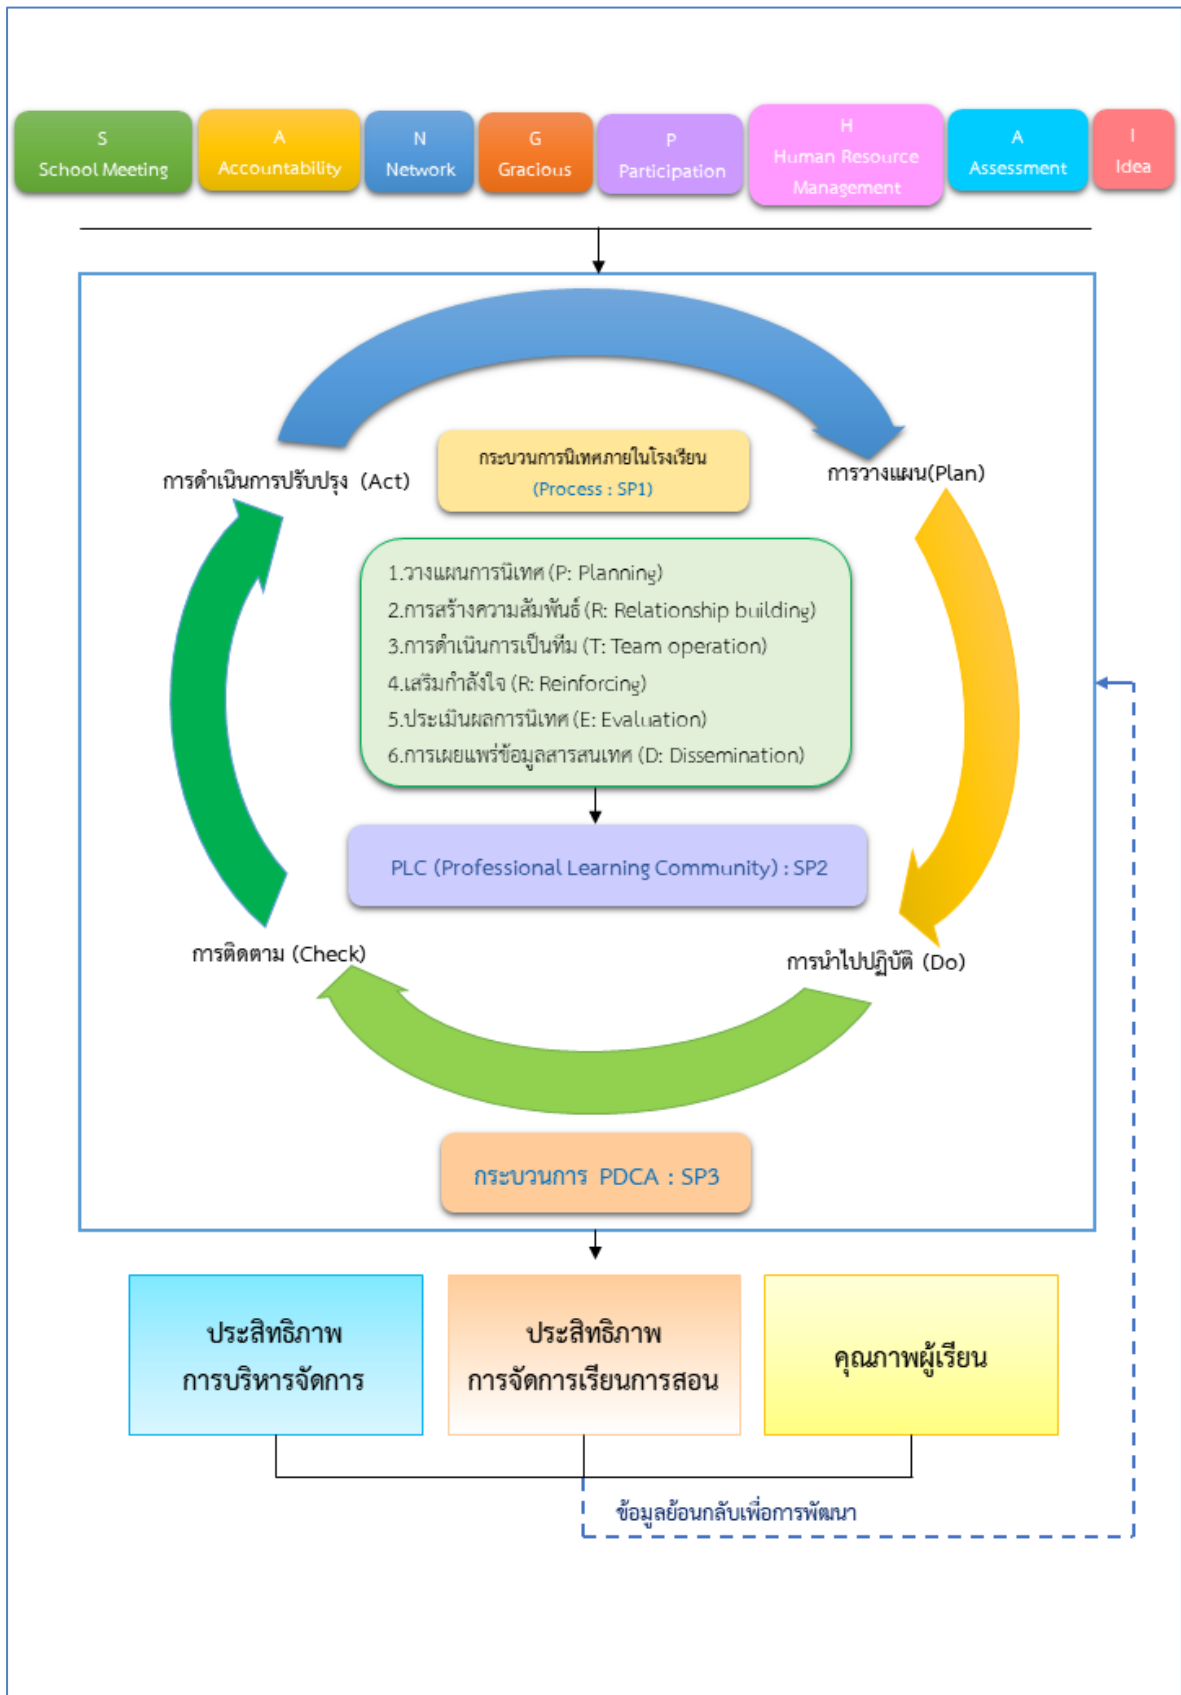 S
School Meeting
A
Accountability
N
Network
G
Gracious
P
Participation
H
Human Resource
Management
A
Assessment
I
Idea
กระบวนการนิเทศภายในโรงเรียน
(Process : SP1)
การดำเนินการปรับปรุง (Act)
การวางแผน(Plan)
1.วางแผนการนิเทศ (P: Planning)
2.การสร้างความสัมพันธ์ (R: Relationship building)
3.การดำเนินการเป็นทีม (T: Team operation)
4.เสริมกำลังใจ (R: Reinforcing)
5.ประเมินผลการนิเทศ (E: Evaluation)
6.การเผยแพร่ข้อมูลสารสนเทศ (D: Dissemination)
PLC (Professional Learning Community) : SP2
การติดตาม (Check)
การนำไปปฏิบัติ (Do)
กระบวนการ PDCA : SP3
ประสิทธิภาพ
การบริหารจัดการ
ประสิทธิภาพ
การจัดการเรียนการสอน
คุณภาพผู้เรียน
ข้อมูลย้อนกลับเพื่อการพัฒนา